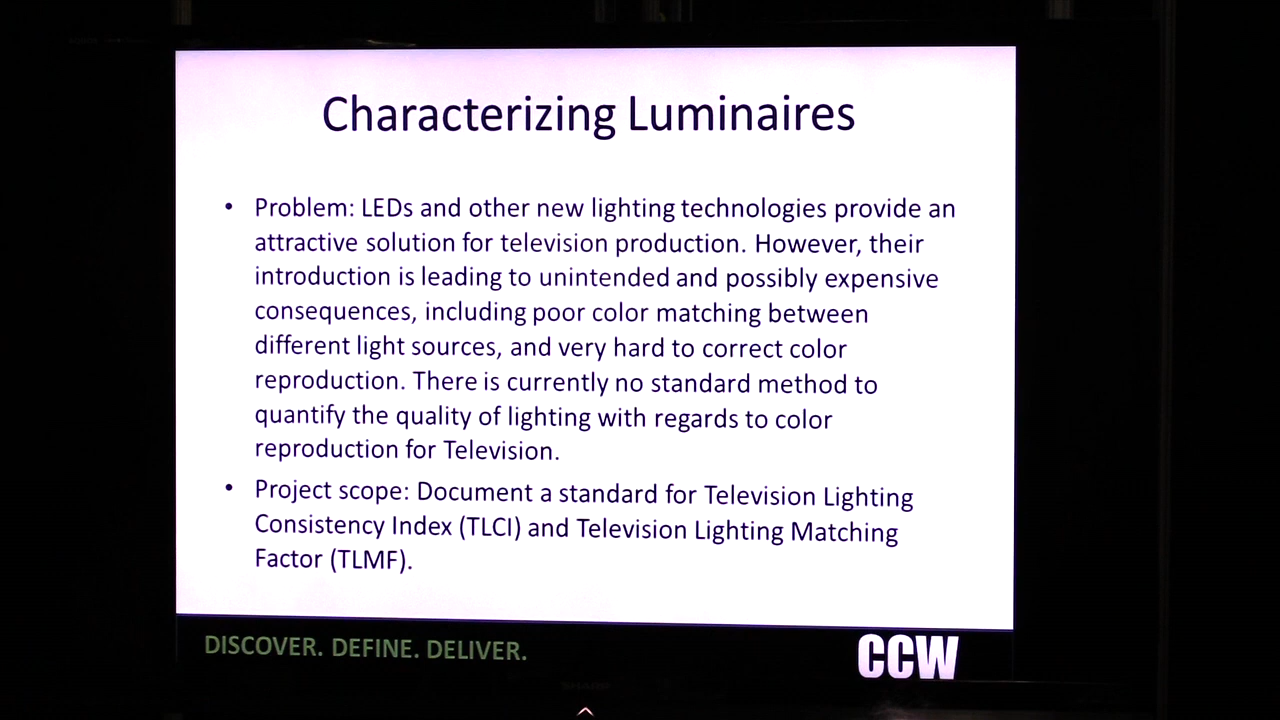 Characterizing Luminaires
• Problem: LEDs and other new lighting technologies provide an
attractive solution for television production. However, their
introduction is leading to unintended and possibly expensive
consequences, including poor color matching between
different light sources, and very hard to correct color
reproduction. There is currently no standard method to
quantify the quality of lighting with regards to color
reproduction for Television.
• Project scope: Document a standard for Television Lighting
Consistency Index (TLCI) and Television Lighting Matching
Factor (TLMF).
DISCOVER. DEFINE. DELIVER.
CCW
SHARP